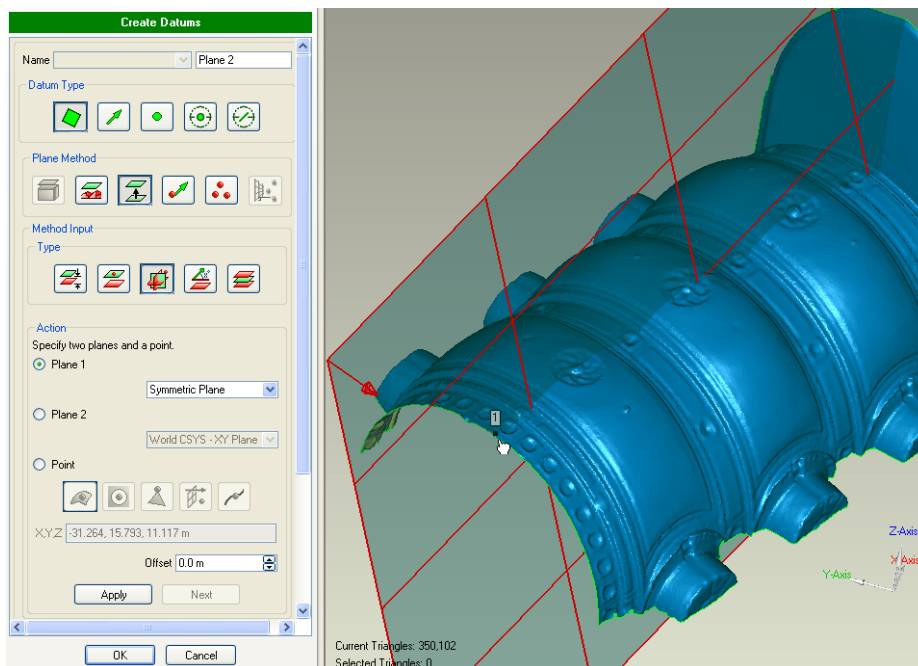 Create Datums
Name Plane 2
Datum Type
Plane Method
Method Input
Type
Action
Specify two planes and a point.
Plane 1
Symmetric Plane
Plane 2
World CSYS - XY Plane
Point
X,Y,Z -31.264, 15.793, 11.117 m
Offset 0.0 m
Apply Next
OK Cancel
1
Z-Axis
X Axis
Y-Axis
Current Triangles: 350,102
Selected Triangles: 0